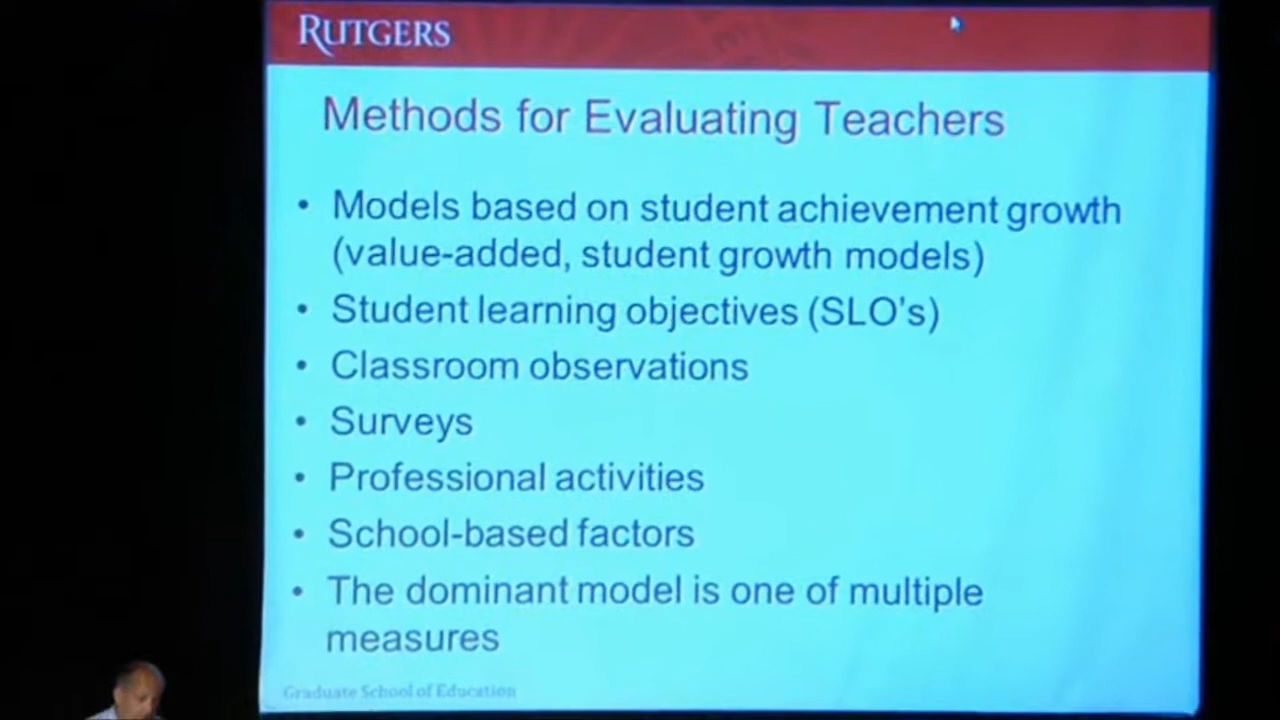 RUTGERS
Methods for Evaluating Teachers
• Models based on student achievement growth
(value-added, student growth models)
• Student learning objectives (SLO's)
• Classroom observations
• Surveys
• Professional activities
• School-based factors
• The dominant model is one of multiple
measures
Graduate School of Education